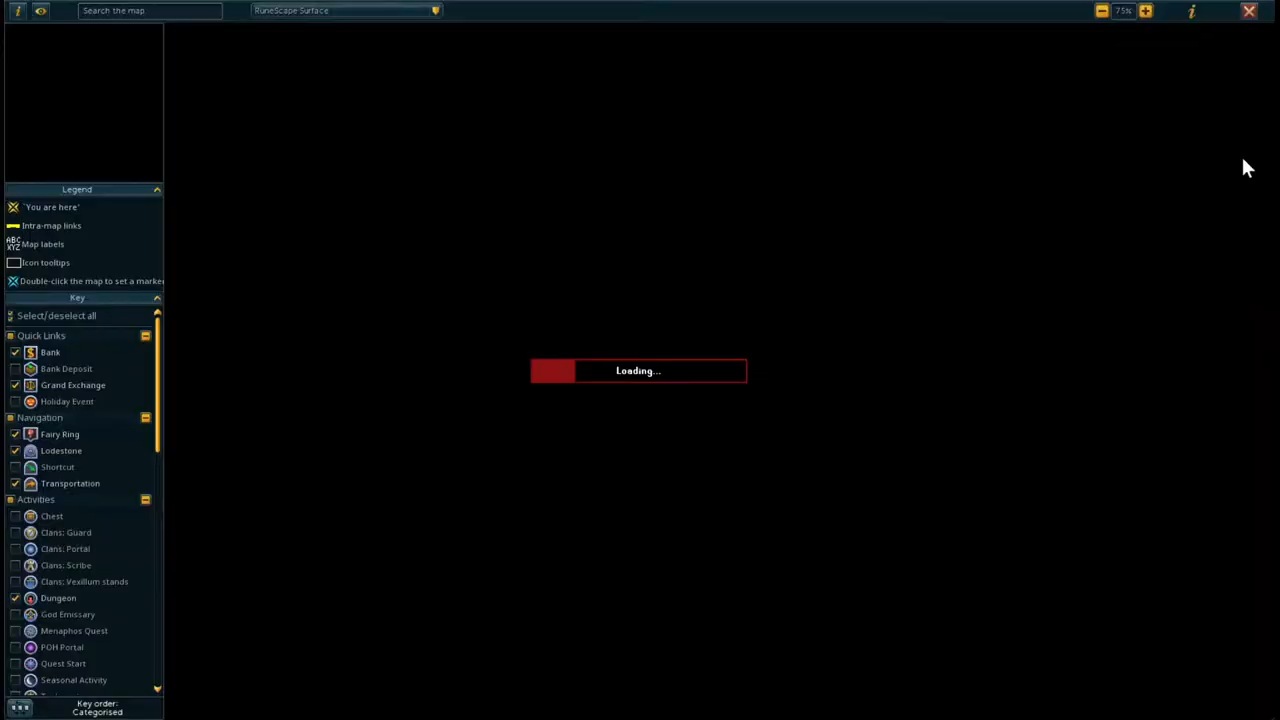 Search the map
RuneScape Surface
75%
Legend
'You are here'
Intra-map links
ABC
XYZ
Map labels
Icon tooltips
Double-click the map to set a marke
Key
Select/deselect all
Quick Links
Bank
Bank Deposit
Grand Exchange
Holiday Event
Navigation
Fairy Ring
Lodestone
Shortcut
Transportation
Activities
Chest
Clans: Guard
Clans: Portal
Clans: Scribe
Clans: Vexillum stands
Dungeon
God Emissary
Menaphos Quest
POH Portal
Quest Start
Seasonal Activity
Key order:
Categorised
Loading...